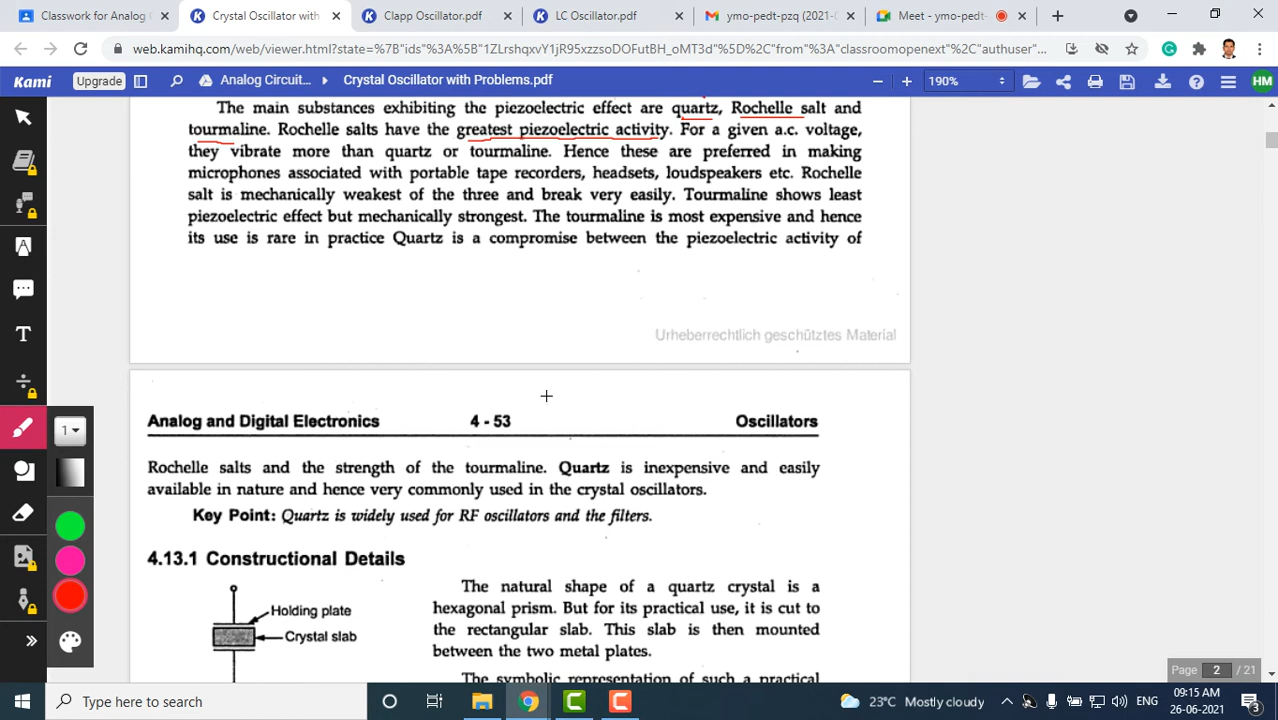 Classwork for Analog C
Crystal Oscillator with
Clapp Oscillator.pdf
LC Oscillator.pdf
ymo-pedt-pzq (2021-0
Meet - ymo-pedt-
web.kamihq.com/web/viewer.html?state=%7B"ids"%3A%5B"1ZLrshqxvY1jR95xzzsoDOFutBH_oMT3d"%5D%2C"from"%3A"classroomopenext"%2C"authuser"
Kami
Upgrade
Analog Circuit...
Crystal Oscillator with Problems.pdf
190%
HM
The main substances exhibiting the piezoelectric effect are quartz, Rochelle salt and
tourmaline. Rochelle salts have the greatest piezoelectric activity. For a given a.c. voltage,
they vibrate more than quartz or tourmaline. Hence these are preferred in making
microphones associated with portable tape recorders, headsets, loudspeakers etc. Rochelle
salt is mechanically weakest of the three and break very easily. Tourmaline shows least
piezoelectric effect but mechanically strongest. The tourmaline is most expensive and hence
its use is rare in practice Quartz is a compromise between the piezoelectric activity of
Urheberrechtlich geschütztes Material
Analog and Digital Electronics
4 - 53
Oscillators
Rochelle salts and the strength of the tourmaline. Quartz is inexpensive and easily
available in nature and hence very commonly used in the crystal oscillators.
Key Point: Quartz is widely used for RF oscillators and the filters.
4.13.1 Constructional Details
Holding plate
Crystal slab
The natural shape of a quartz crystal is a
hexagonal prism. But for its practical use, it is cut to
the rectangular slab. This slab is then mounted
between the two metal plates.
The symbolic representation of such a practical
1
Page 2 / 21
Type here to search
23°C Mostly cloudy
ENG
09:15 AM
26-06-2021
3